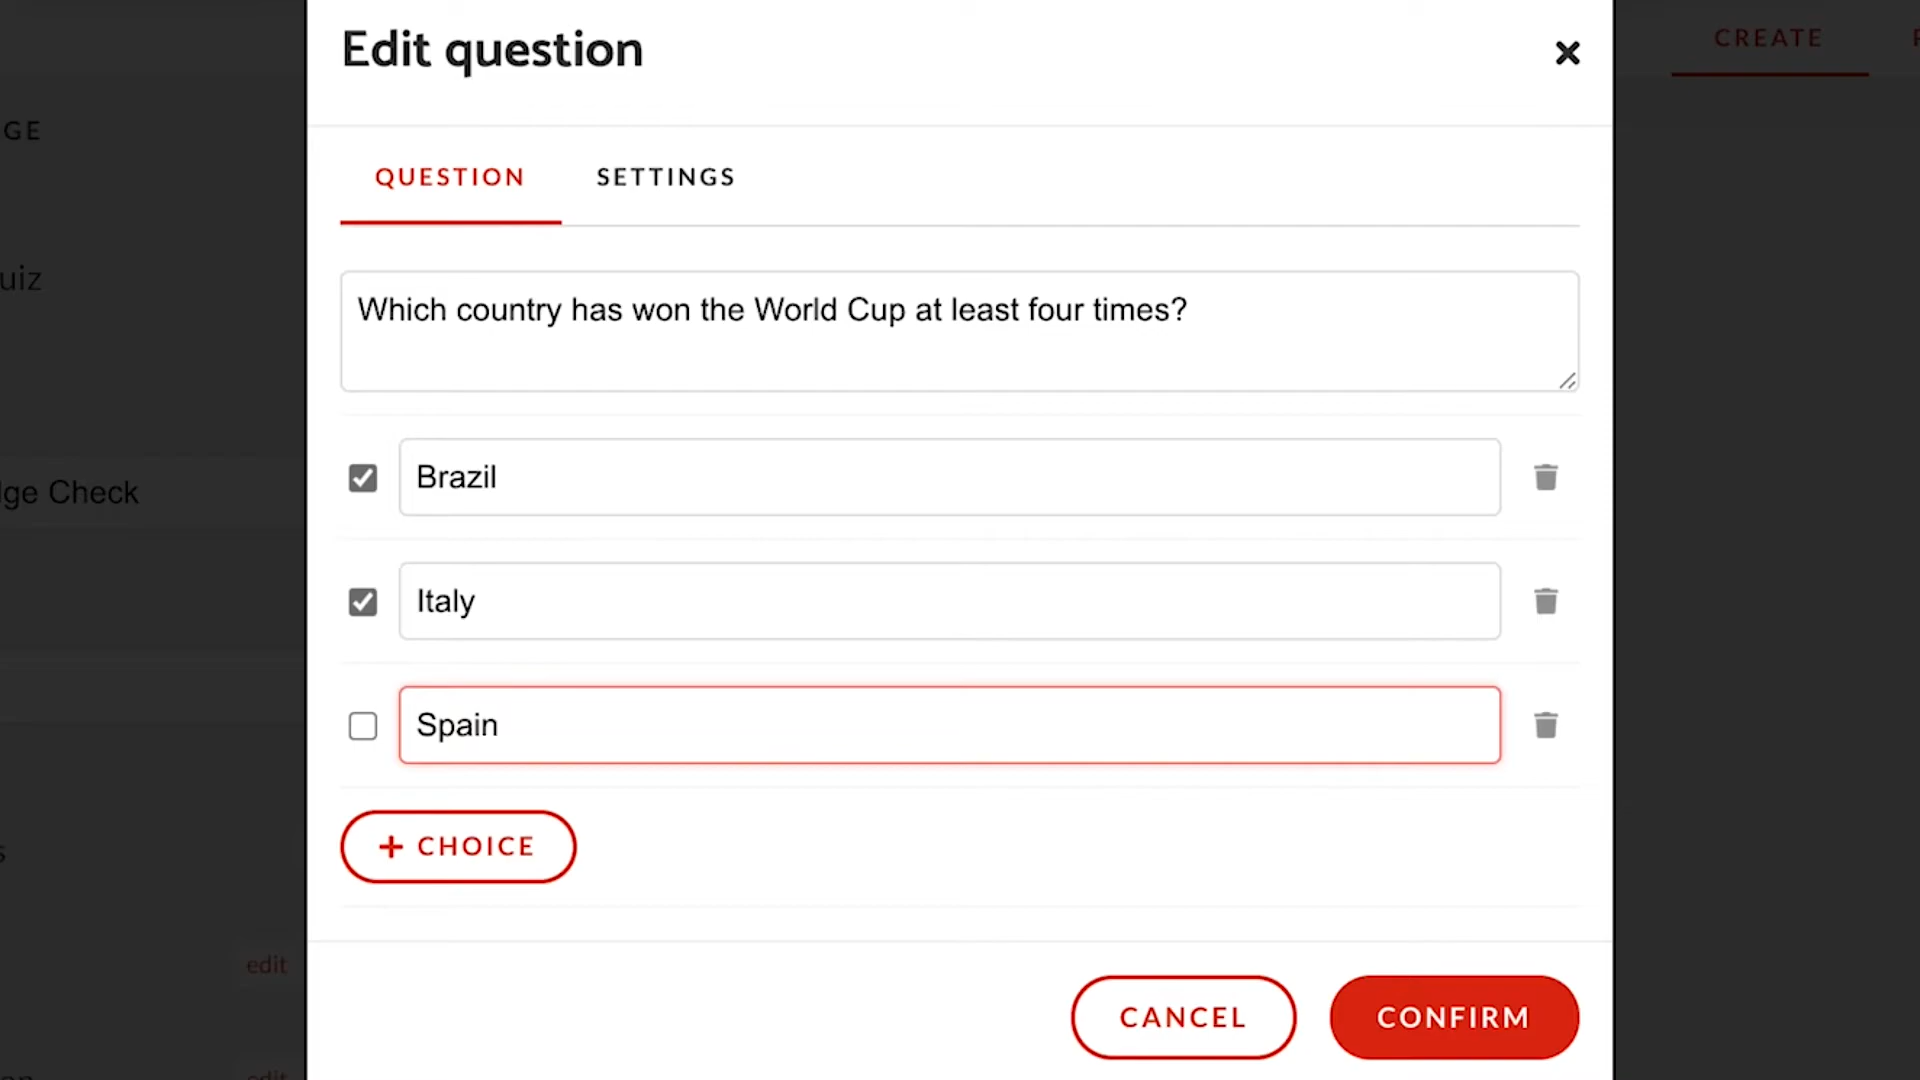 Edit question
CREATE
GE
QUESTION SETTINGS
uiz
Which country has won the World Cup at least four times?
Brazil
ge Check
Italy
Spain
+ CHOICE
s
edit
CANCEL CONFIRM
edit